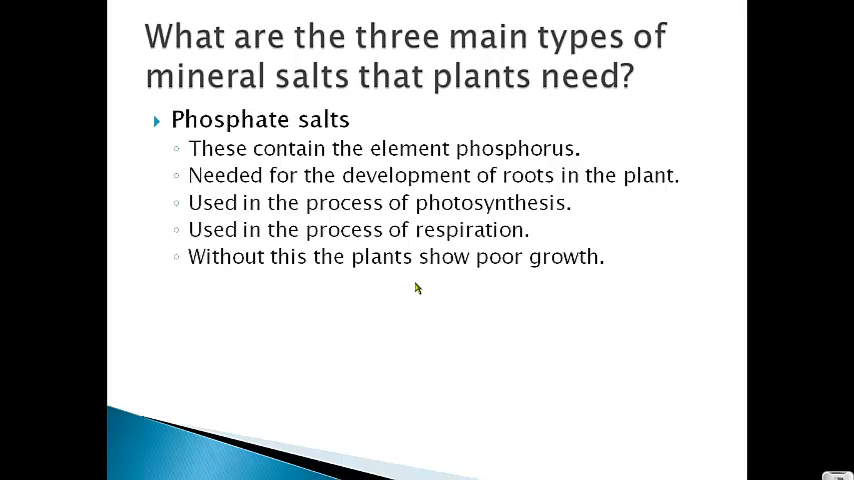 What are the three main types of
mineral salts that plants need?
Phosphate salts
These contain the element phosphorus.
Needed for the development of roots in the plant.
Used in the process of photosynthesis.
Used in the process of respiration.
Without this the plants show poor growth.